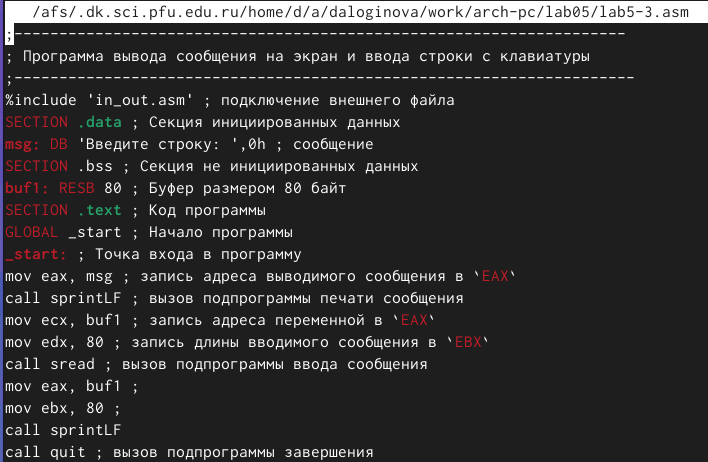 /afs/.dk.sci.pfu.edu.ru/home/d/a/daloginova/work/arch-pc/lab05/lab5-3.asm
;--------------------------------------------------------------------
; Программа вывода сообщения на экран и ввода строки с клавиатуры
;---------------------------------------------------------------------
%include 'in_out.asm' ; подключение внешнего файла
SECTION .data ; Секция инициированных данных
msg: DB 'Введите строку: ',0h ; сообщение
SECTION .bss ; Секция не инициированных данных
buf1: RESB 80 ; Буфер размером 80 байт
SECTION .text ; Код программы
GLOBAL _start ; Начало программы
_start: ; Точка входа в программу
mov eax, msg ; запись адреса выводимого сообщения в `EAX`
call sprintLF ; вызов подпрограммы печати сообщения
mov ecx, buf1 ; запись адреса переменной в `EAX`
mov edx, 80 ; запись длины вводимого сообщения в `EBX`
call sread ; вызов подпрограммы ввода сообщения
mov eax, buf1 ;
mov ebx, 80 ;
call sprintLF
call quit ; вызов подпрограммы завершения